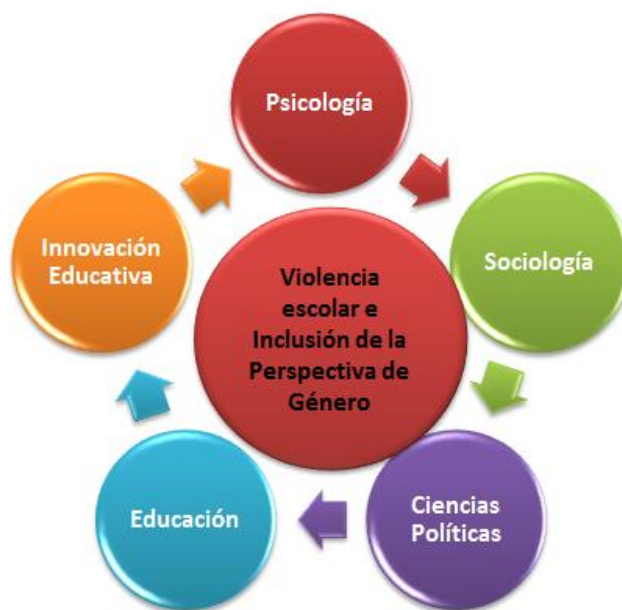 Psicología
Innovación
Educativa
Sociología
Violencia
escolar e
Inclusión de la
Perspectiva de
Género
Educación
Ciencias
Políticas